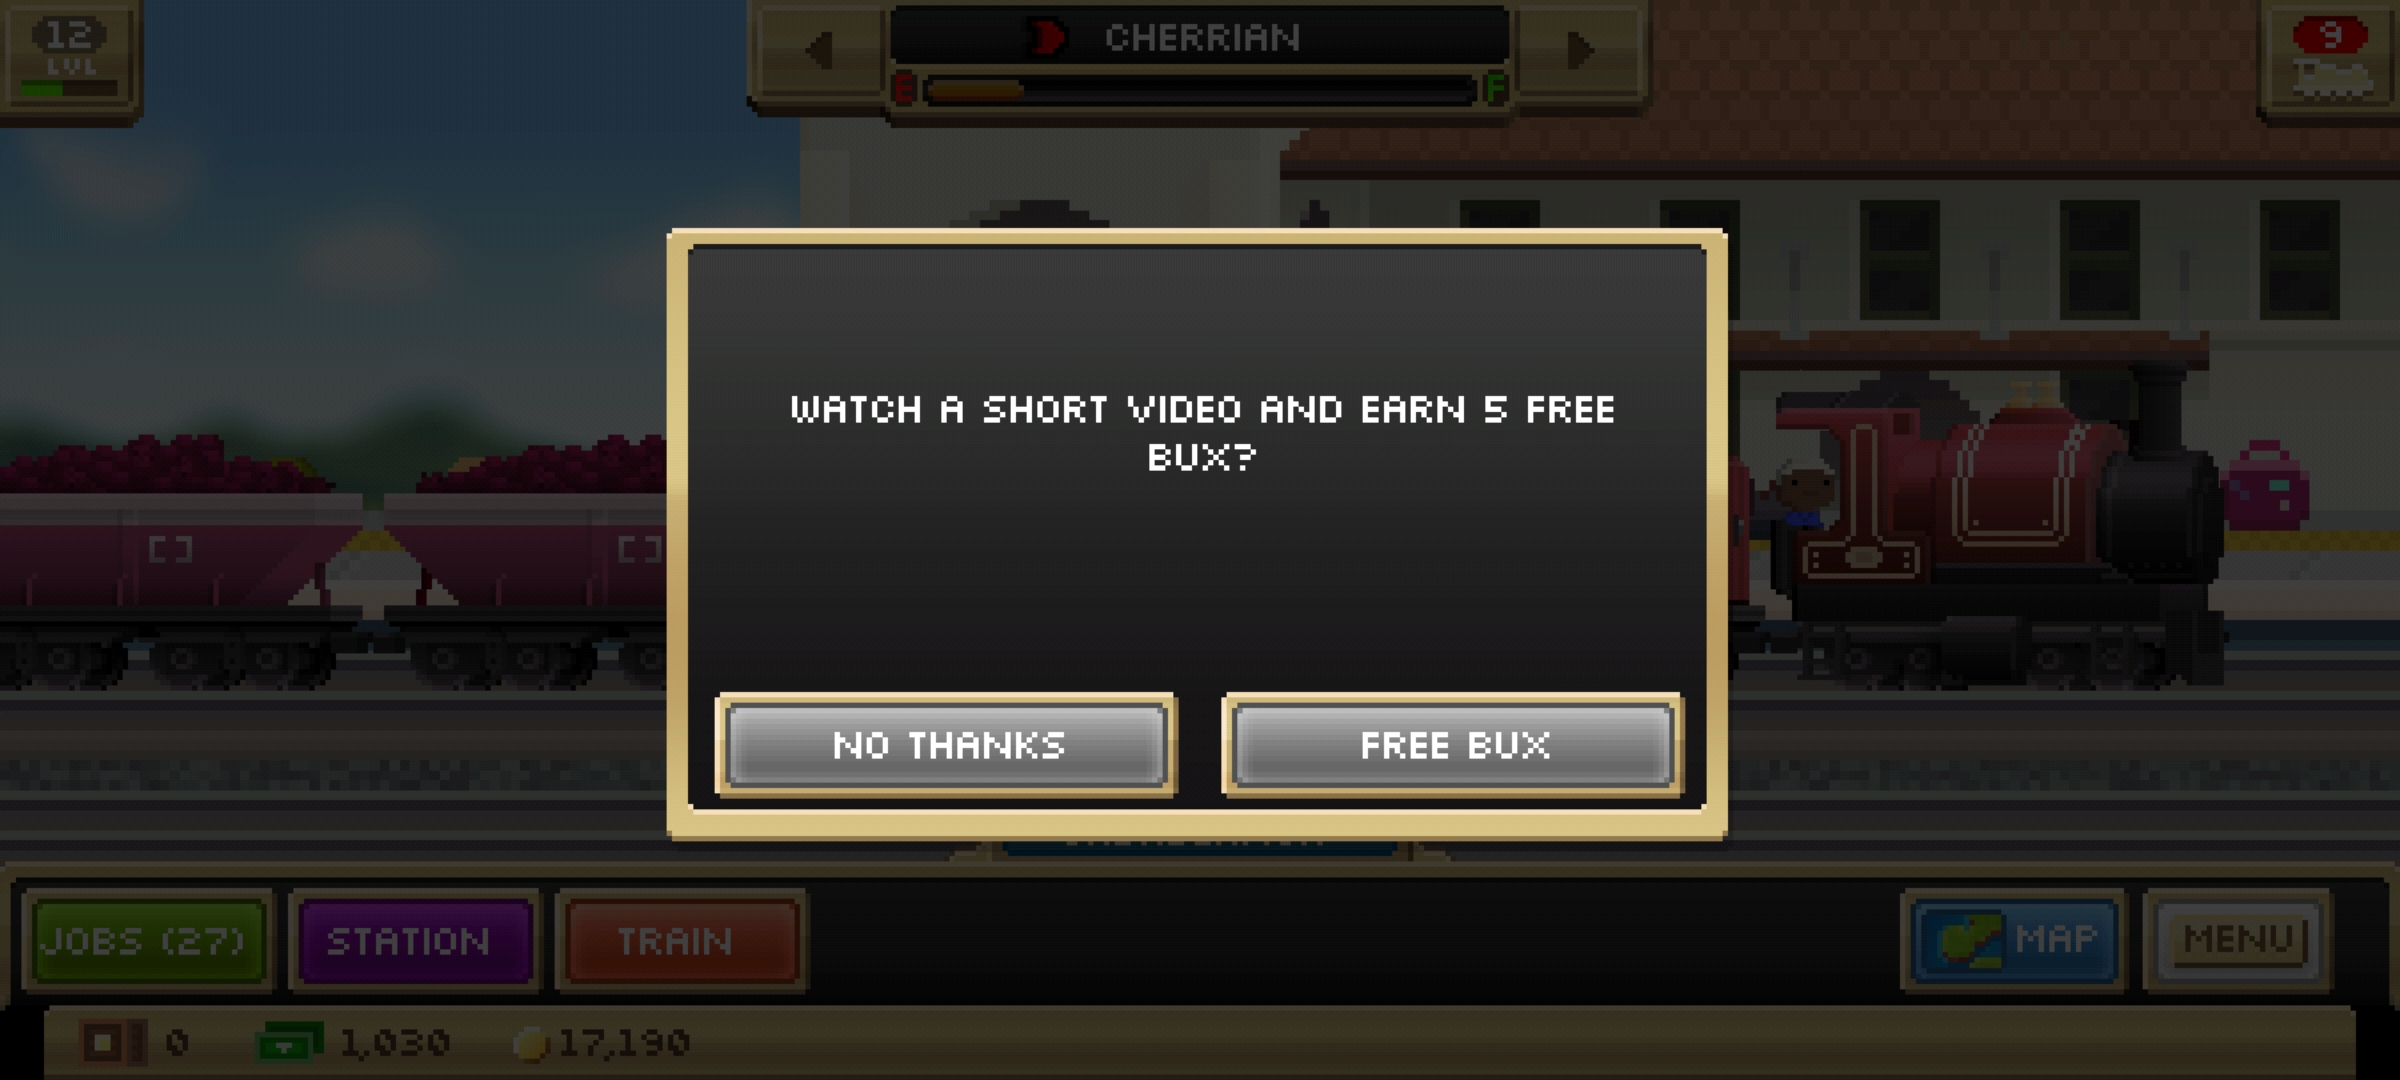 12
LVL
CHERRIAN
E
F
9
WATCH A SHORT VIDEO AND EARN 5 FREE
BUX?
NO THANKS
FREE BUX
JOBS (27)
STATION
TRAIN
MAP
MENU
0
1,030
17,190